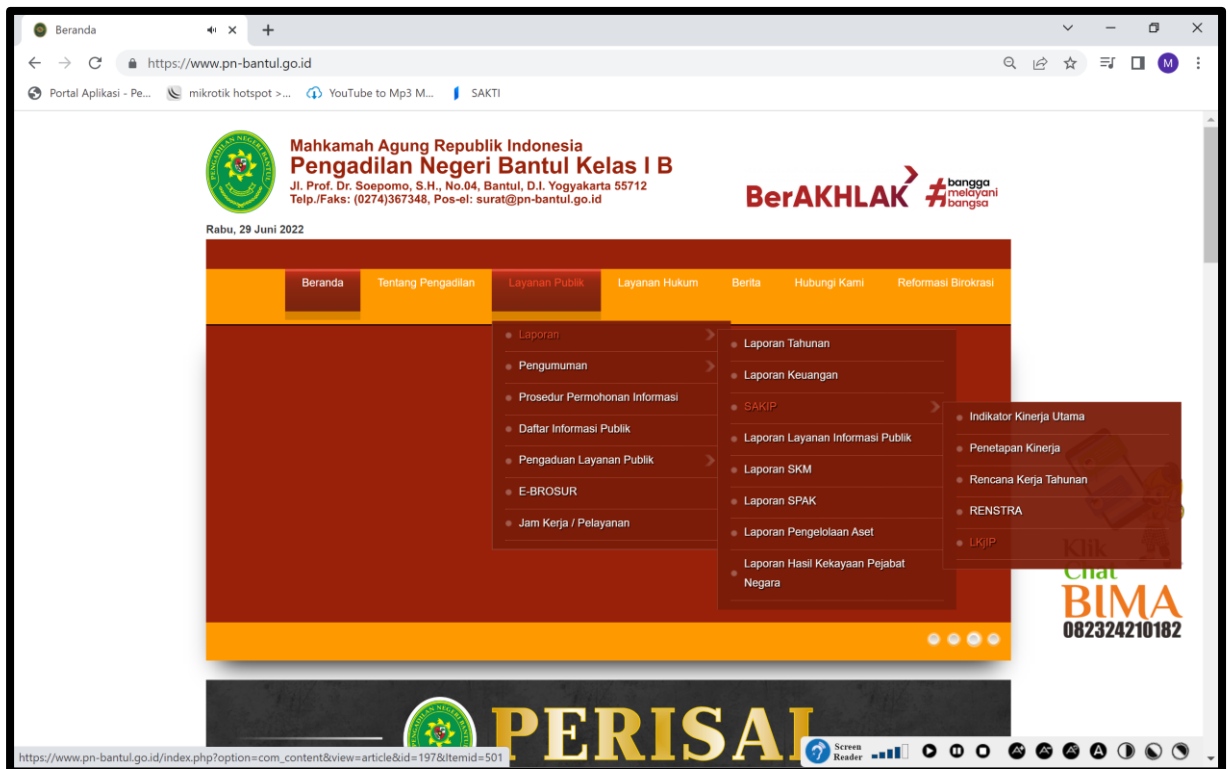 Beranda
https://www.pn-bantul.go.id
M
Portal Aplikasi - Pe...
mikrotik hotspot >...
YouTube to Mp3 M...
SAKTI
PENGADILAN NEGERI BANTUL
Mahkamah Agung Republik Indonesia
Pengadilan Negeri Bantul Kelas I B
Jl. Prof. Dr. Soepomo, S.H., No.04, Bantul, D.I. Yogyakarta 55712
Telp./Faks: (0274)367348, Pos-el: surat@pn-bantul.go.id
BerAKHLAK
# bangga
melayani
bangsa
Rabu, 29 Juni 2022
Beranda
Tentang Pengadilan
Layanan Publik
Layanan Hukum
Berita
Hubungi Kami
Reformasi Birokrasi
Laporan
Pengumuman
Prosedur Permohonan Informasi
Daftar Informasi Publik
Pengaduan Layanan Publik
E-BROSUR
Jam Kerja / Pelayanan
Laporan Tahunan
Laporan Keuangan
SAKIP
Laporan Layanan Informasi Publik
Laporan SKM
Laporan SPAK
Laporan Pengelolaan Aset
Laporan Hasil Kekayaan Pejabat
Negara
Indikator Kinerja Utama
Penetapan Kinerja
Rencana Kerja Tahunan
RENSTRA
LKjIP
Klik
Chat
BIMA
082324210182
PERISAI
https://www.pn-bantul.go.id/index.php?option=com_content&view=article&id=197&Itemid=501
Screen
Reader